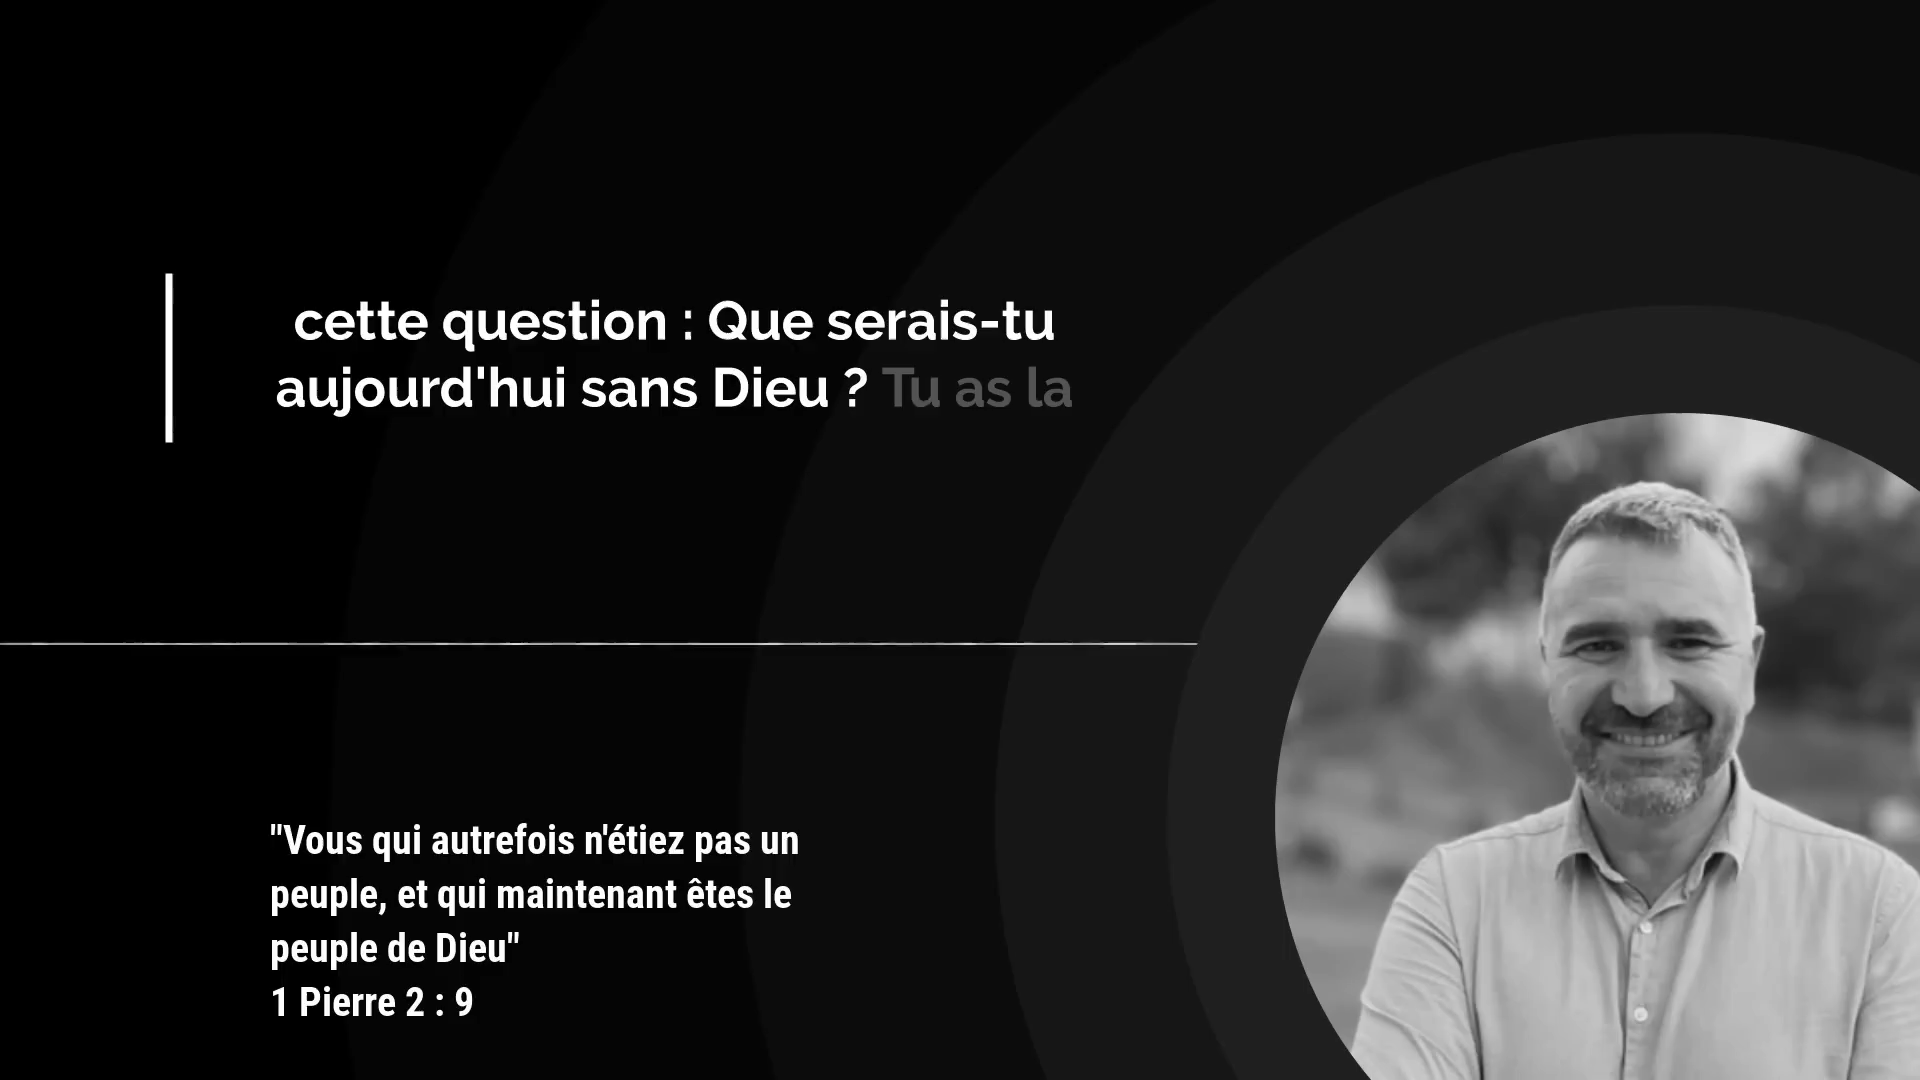 cette question : Que serais-tu
aujourd'hui sans Dieu ? Tu as la
"Vous qui autrefois n'étiez pas un
peuple, et qui maintenant êtes le
peuple de Dieu"
1 Pierre 2 : 9